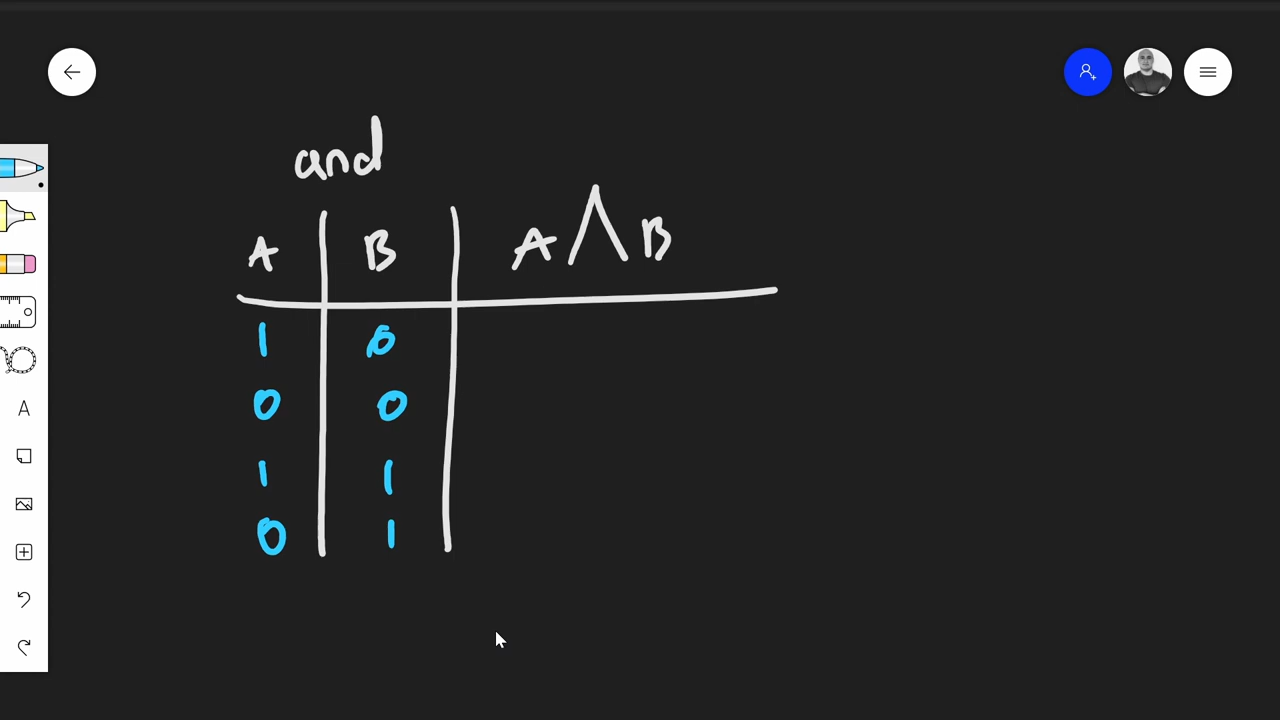 and
A B A ∧ B
1 0
0 0
1 1
0 1
A